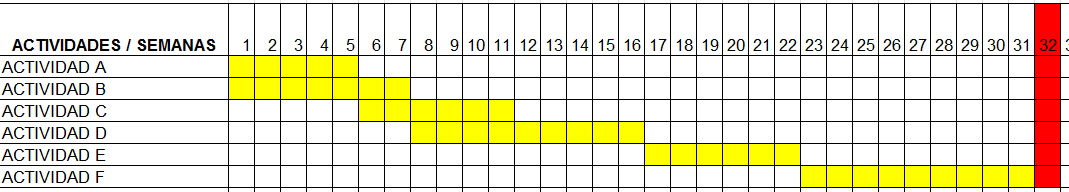 ACTIVIDADES / SEMANAS 1 2 3 4 5 6 7 8 9 10 11 12 13 14 15 16 17 18 19 20 21 22 23 24 25 26 27 28 29 30 31 32
ACTIVIDAD A
ACTIVIDAD B
ACTIVIDAD C
ACTIVIDAD D
ACTIVIDAD E
ACTIVIDAD F